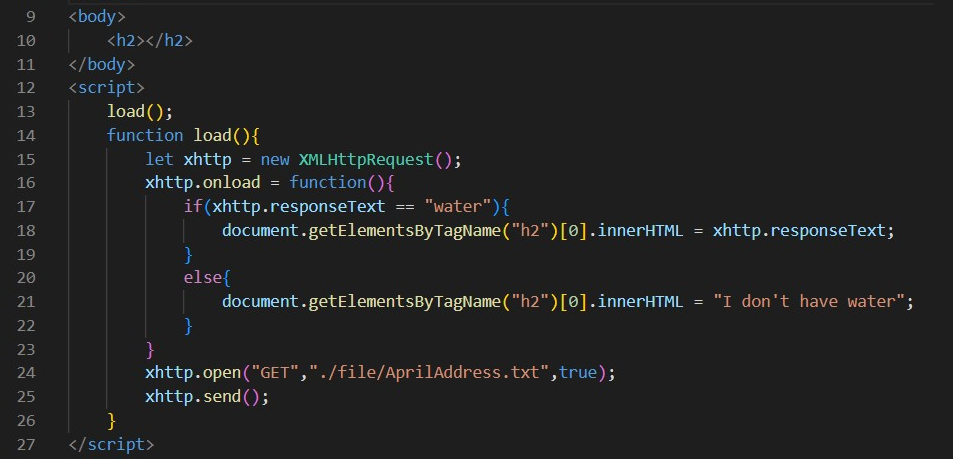 9 <body>
10     <h2></h2>
11 </body>
12 <script>
13     load();
14     function load(){
15         let xhttp = new XMLHttpRequest();
16         xhttp.onload = function(){
17             if(xhttp.responseText == "water"){
18                 document.getElementsByTagName("h2")[0].innerHTML = xhttp.responseText;
19             }
20             else{
21                 document.getElementsByTagName("h2")[0].innerHTML = "I don't have water";
22             }
23         }
24         xhttp.open("GET","./file/AprilAddress.txt",true);
25         xhttp.send();
26     }
27 </script>